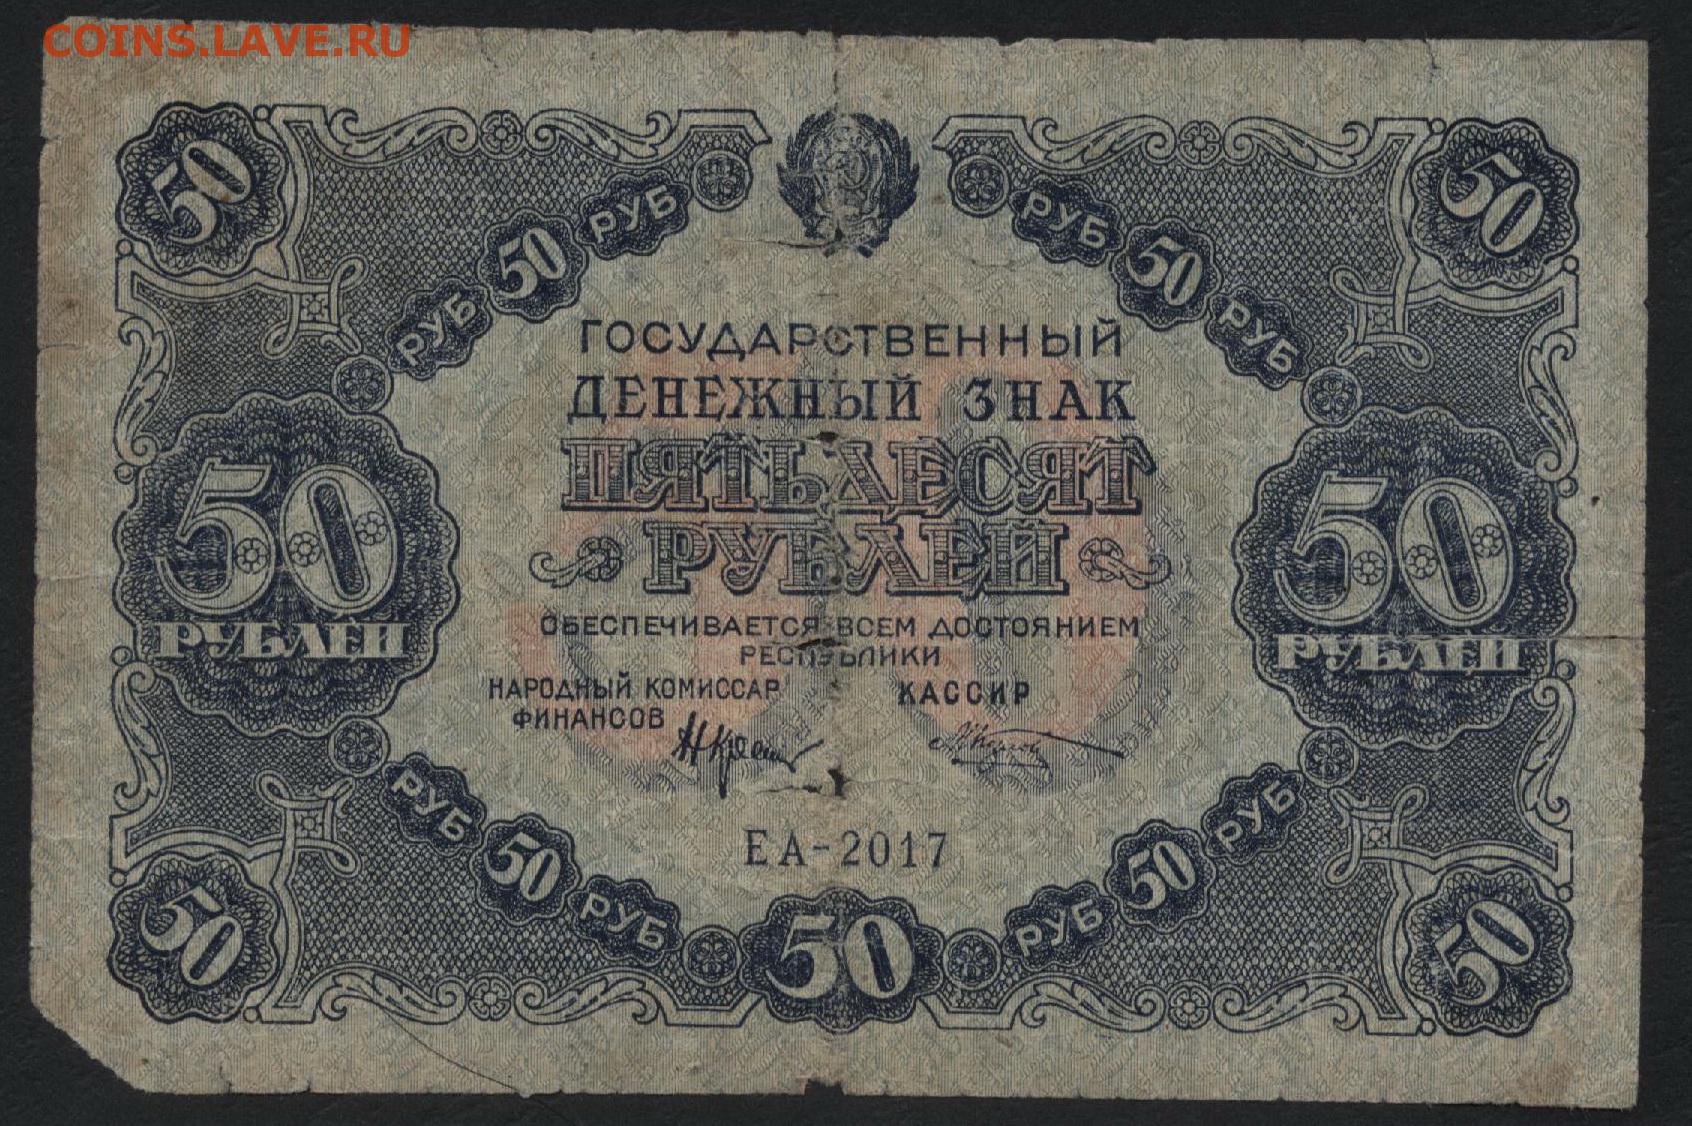 COINS.LAVE.RU
50 50
РУБ 50 РУБ РУБ 50 РУБ
ГОСУДАРСТВЕННЫЙ
ДЕНЕЖНЫЙ ЗНАК
ПЯТЬДЕСЯТ
РУБЛЕЙ
50
РУБЛЕЙ
50
РУБЛЕЙ
ОБЕСПЕЧИВАЕТСЯ ВСЕМ ДОСТОЯНИЕМ
РЕСПУБЛИКИ
НАРОДНЫЙ КОМИССАР КАССИР
ФИНАНСОВ
ЕА-2017
РУБ 50 РУБ РУБ 50 РУБ
50 50 50